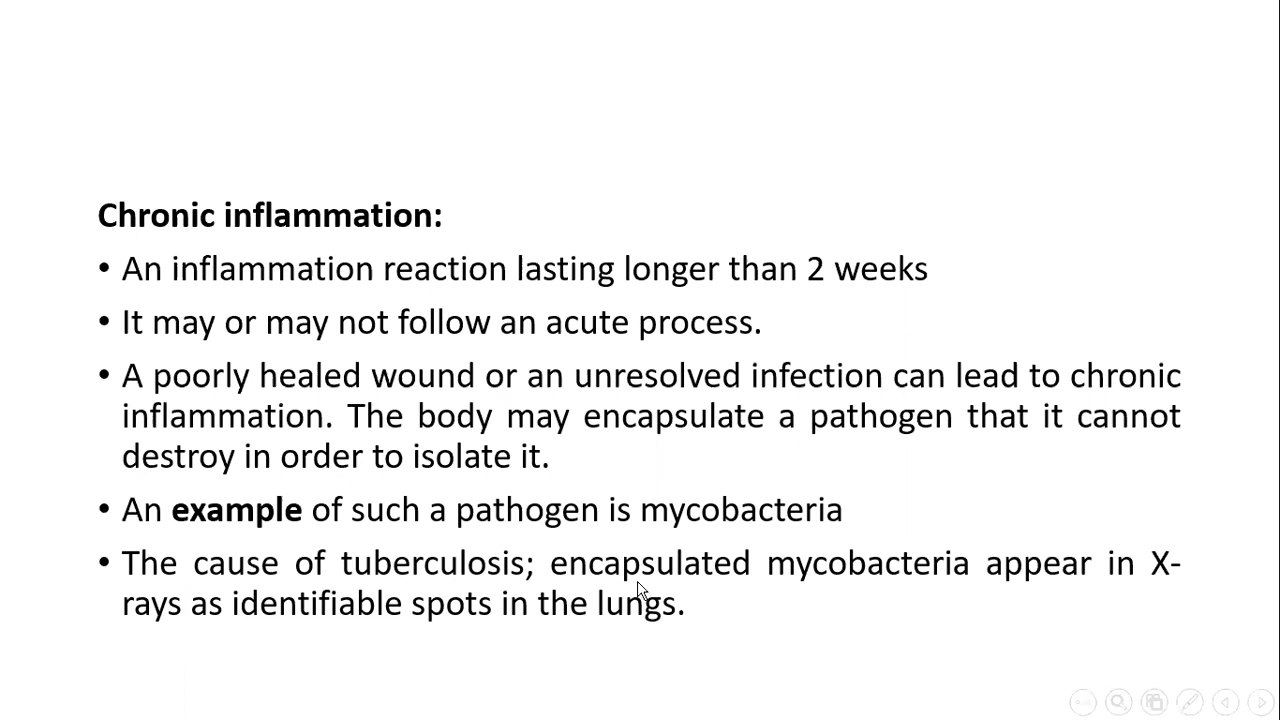 Chronic inflammation:
• An inflammation reaction lasting longer than 2 weeks
• It may or may not follow an acute process.
• A poorly healed wound or an unresolved infection can lead to chronic
inflammation. The body may encapsulate a pathogen that it cannot
destroy in order to isolate it.
• An example of such a pathogen is mycobacteria
• The cause of tuberculosis; encapsulated mycobacteria appear in X-
rays as identifiable spots in the lungs.